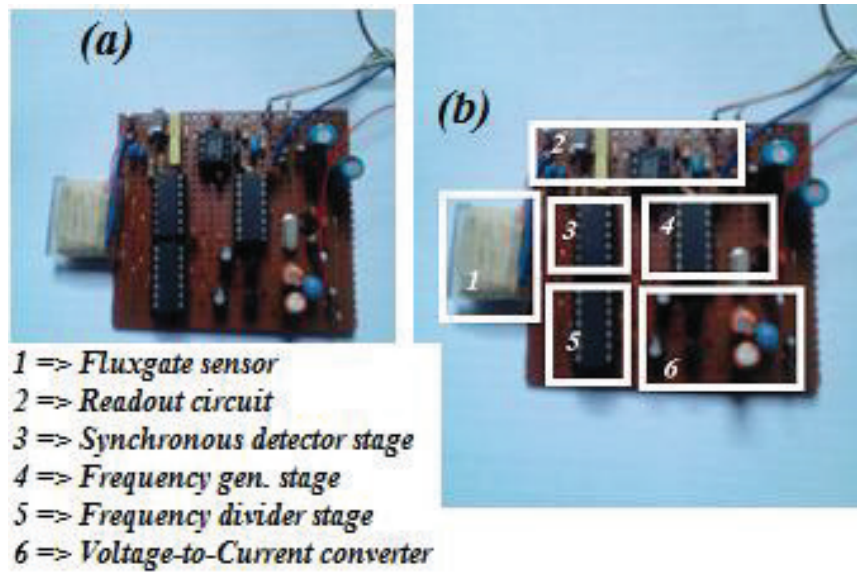 (a)
(b)
2
3
4
1
5
6
1 => Fluxgate sensor
2 => Readout circuit
3 => Synchronous detector stage
4 => Frequency gen. stage
5 => Frequency divider stage
6 => Voltage-to-Current converter